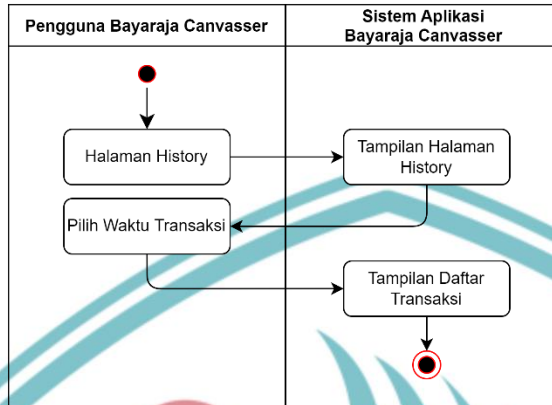 Pengguna Bayaraja Canvasser
Sistem Aplikasi
Bayaraja Canvasser
Halaman History
Tampilan Halaman
History
Pilih Waktu Transaksi
Tampilan Daftar
Transaksi